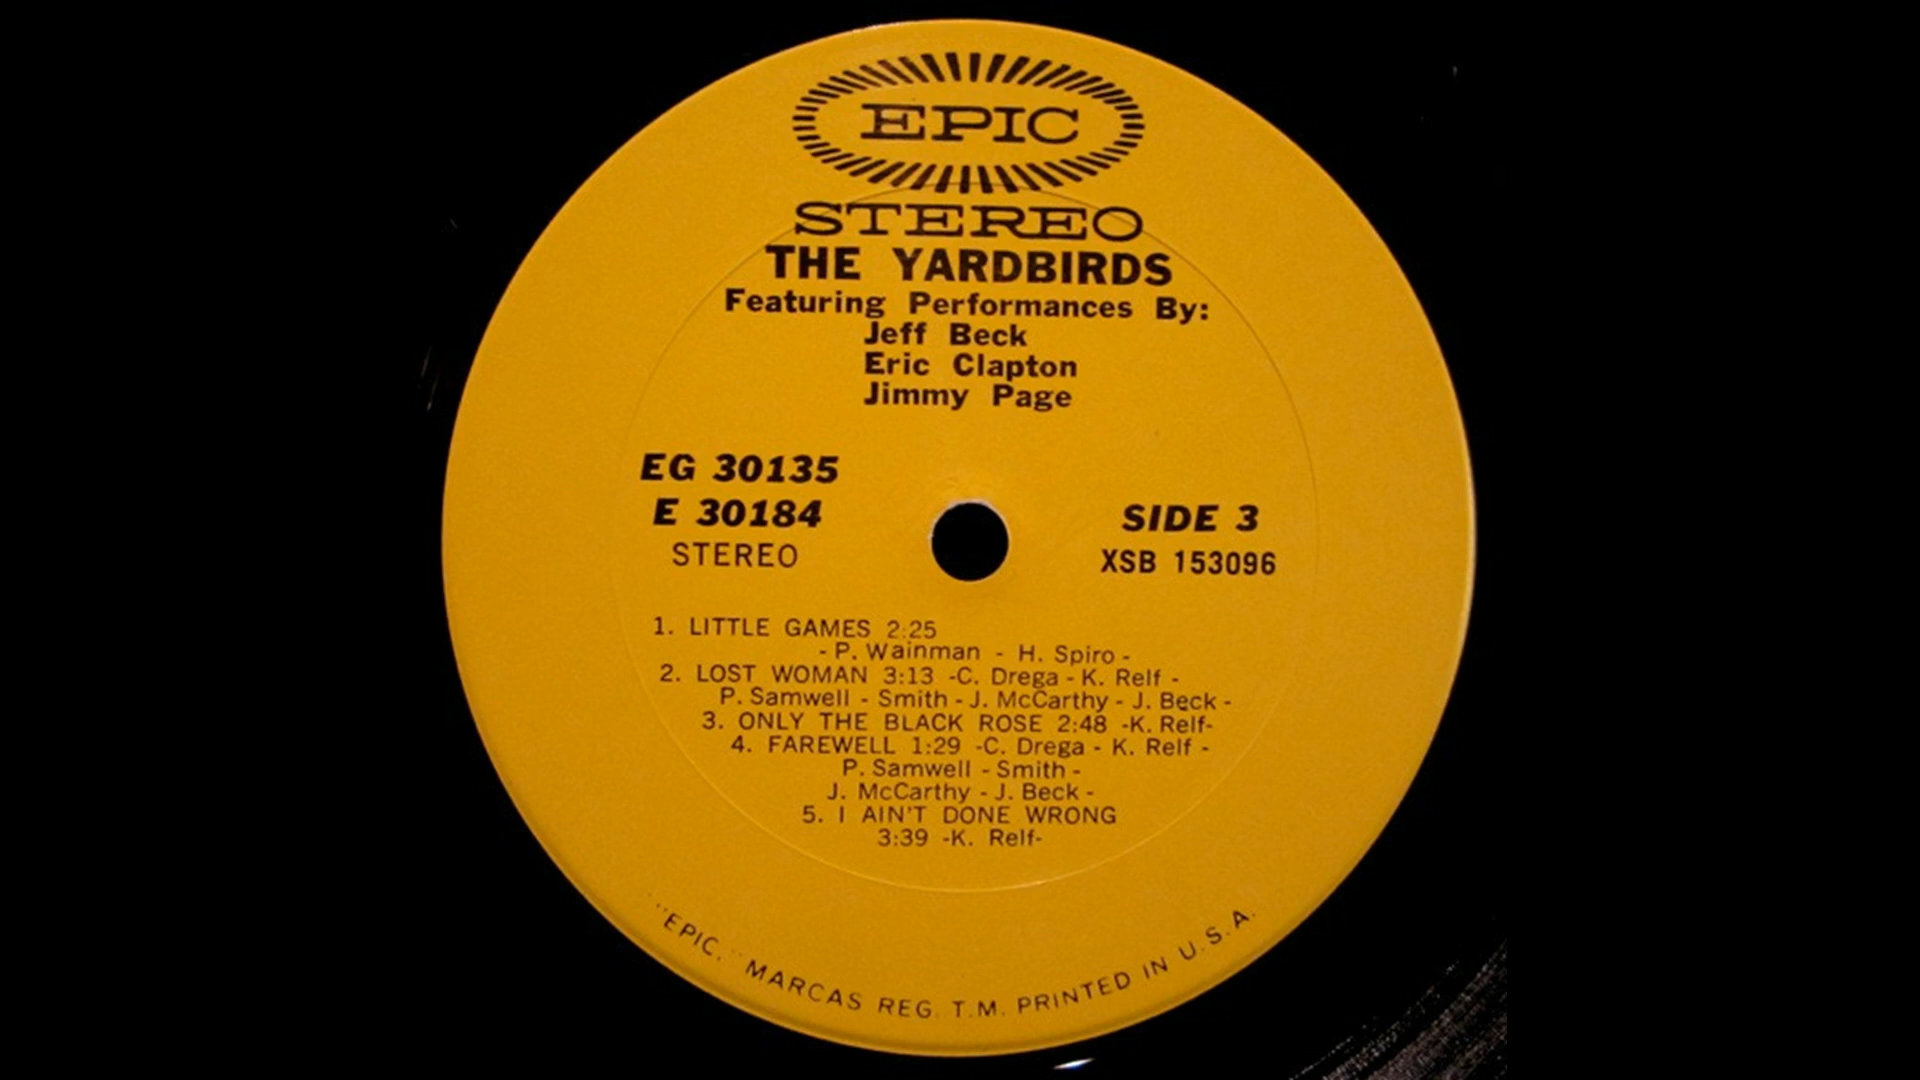 EPIC
STEREO
THE YARDBIRDS
Featuring Performances By:
Jeff Beck
Eric Clapton
Jimmy Page
EG 30135
E 30184
STEREO
SIDE 3
XSB 153096
1. LITTLE GAMES 2:25
- P. Wainman - H. Spiro -
2. LOST WOMAN 3:13 -C. Drega - K. Relf -
P. Samwell - Smith - J. McCarthy - J. Beck -
3. ONLY THE BLACK ROSE 2:48 -K. Relf-
4. FAREWELL 1:29 -C. Drega - K. Relf -
P. Samwell - Smith -
J. McCarthy - J. Beck -
5. I AIN'T DONE WRONG
3:39 -K. Relf-
"EPIC," MARCAS REG. T.M. PRINTED IN U.S.A.